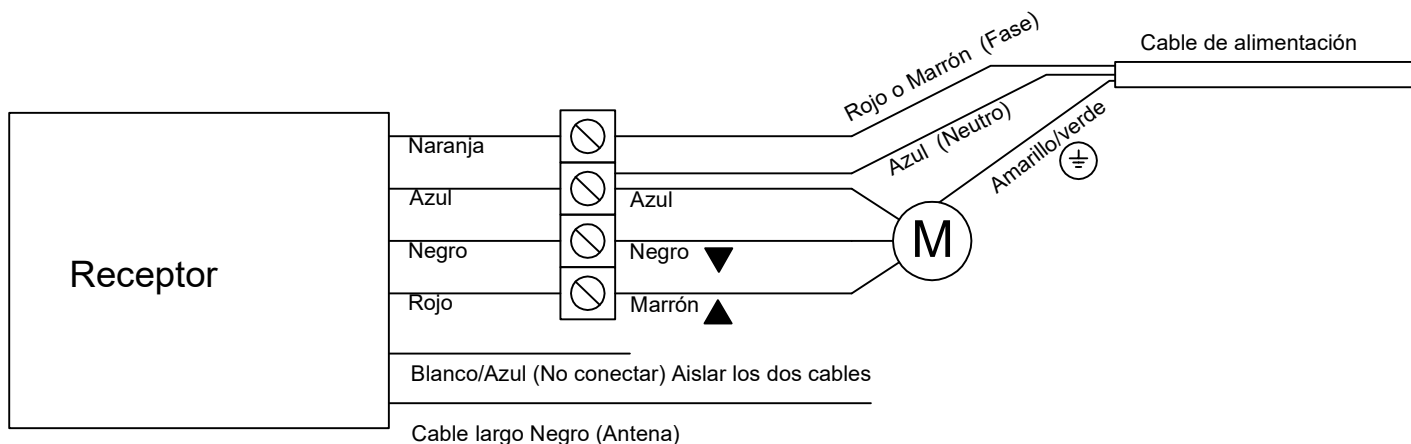 Cable de alimentación
Rojo o Marrón (Fase)
Azul (Neutro)
Amarillo/verde
Naranja
Azul
Azul
Negro
Negro
Rojo
Marrón
M
Receptor
Blanco/Azul (No conectar) Aislar los dos cables
Cable largo Negro (Antena)